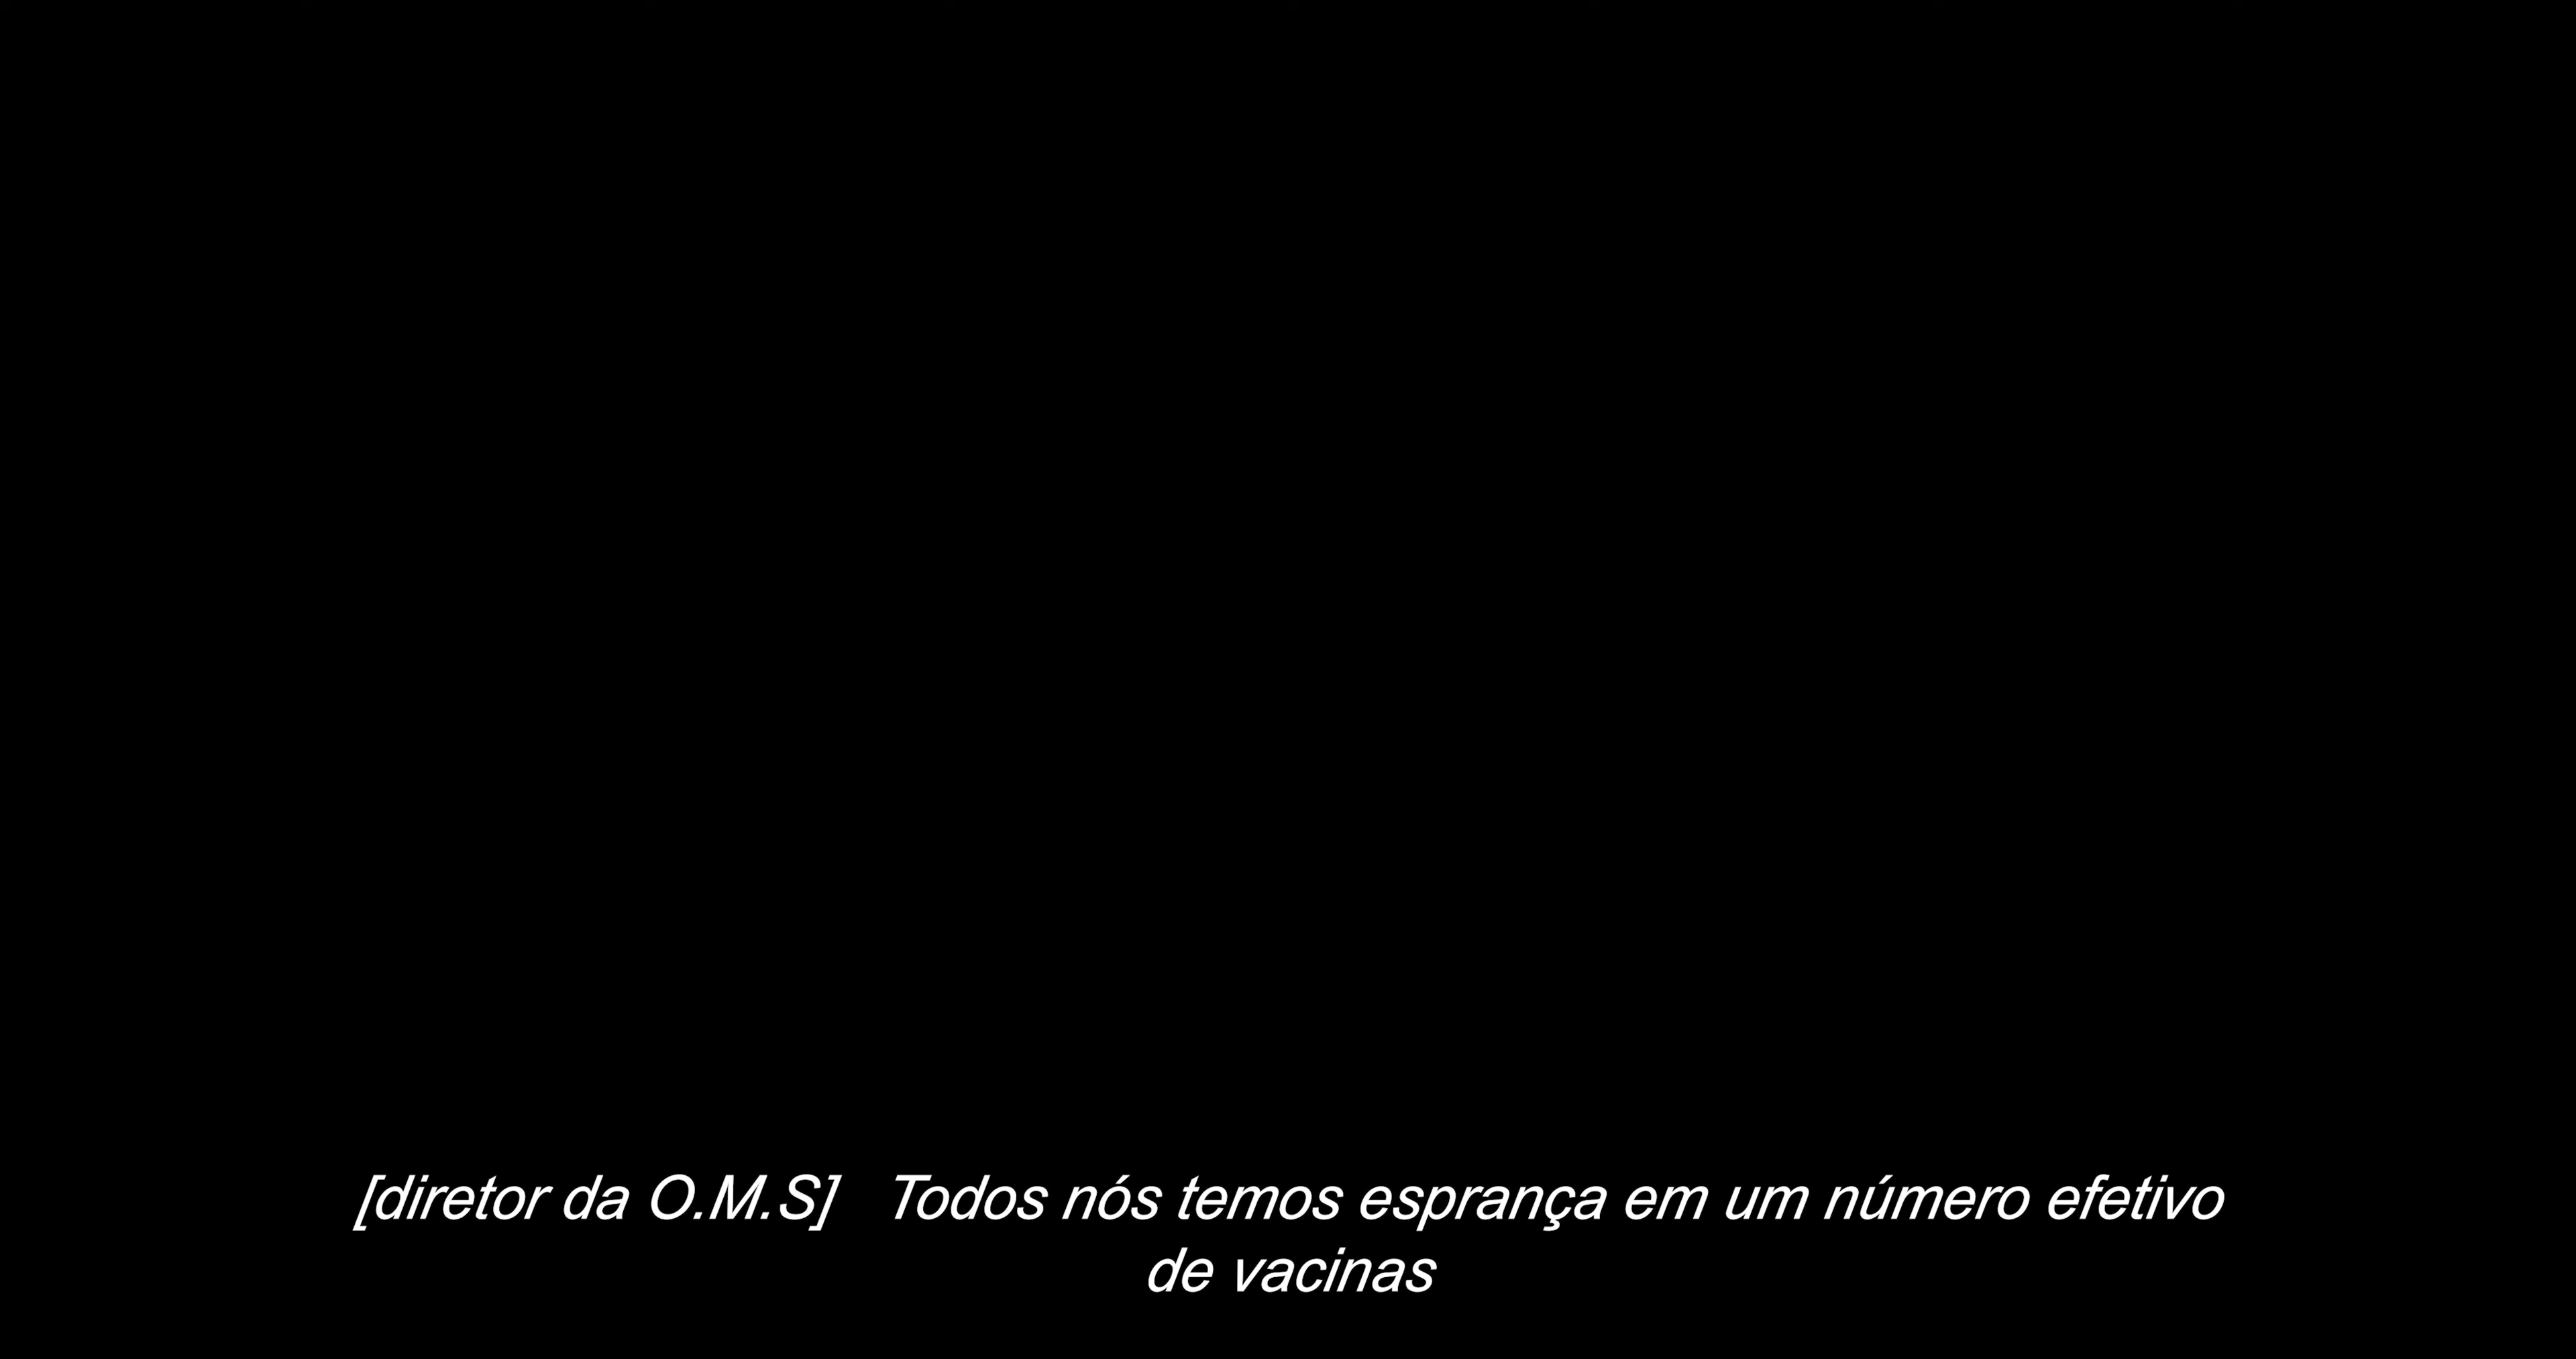 [diretor da O.M.S]   Todos nós temos esprança em um número efetivo
de vacinas